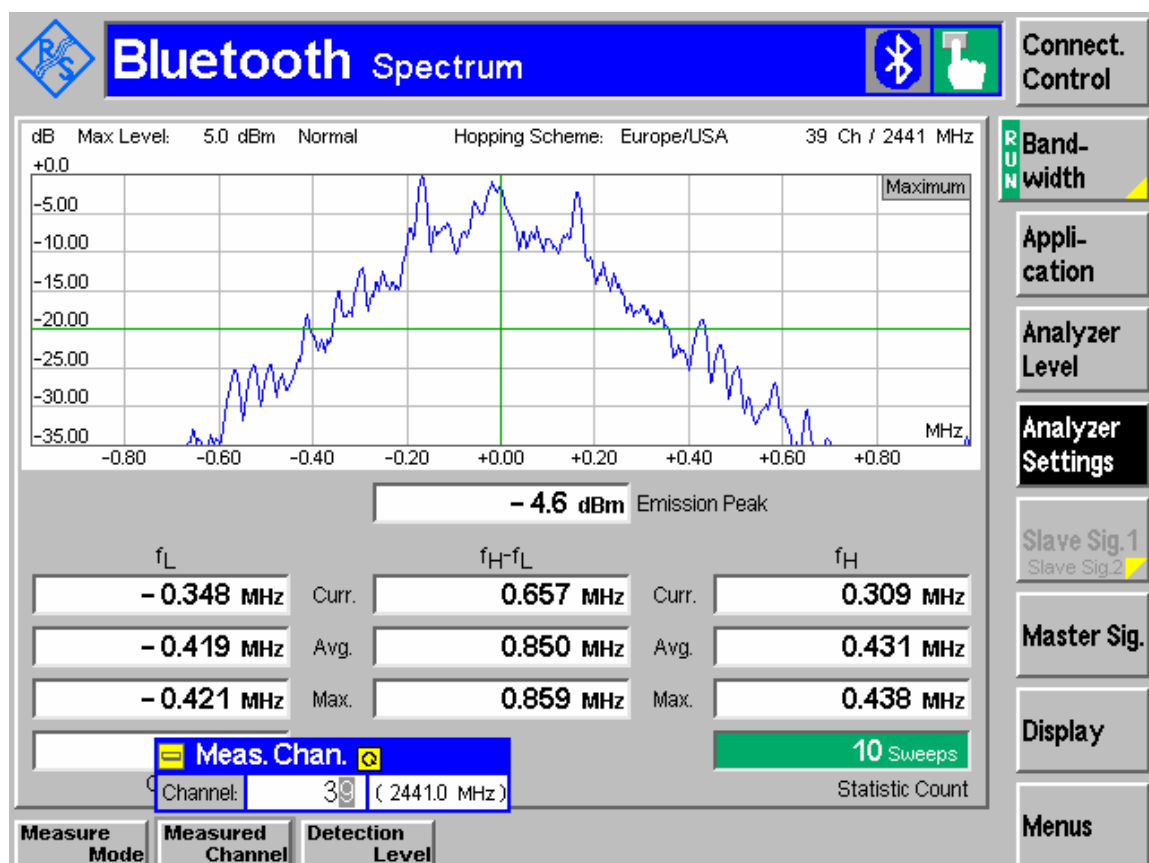 R S
Bluetooth Spectrum
dB Max Level: 5.0 dBm Normal Hopping Scheme: Europe/USA 39 Ch / 2441 MHz
+0.0
Maximum
-5.00
-10.00
-15.00
-20.00
-25.00
-30.00
-35.00
MHz
-0.80 -0.60 -0.40 -0.20 +0.00 +0.20 +0.40 +0.60 +0.80
- 4.6 dBm Emission Peak
fL fH-fL fH
- 0.348 MHz Curr. 0.657 MHz Curr. 0.309 MHz
- 0.419 MHz Avg. 0.850 MHz Avg. 0.431 MHz
- 0.421 MHz Max. 0.859 MHz Max. 0.438 MHz
10 Sweeps
Statistic Count
Meas. Chan.
Channel: 39 ( 2441.0 MHz )
Measure Mode
Measured Channel
Detection Level
Connect. Control
RUN
Band-
width
Appli-
cation
Analyzer
Level
Analyzer
Settings
Slave Sig.1
Slave Sig.2
Master Sig.
Display
Menus